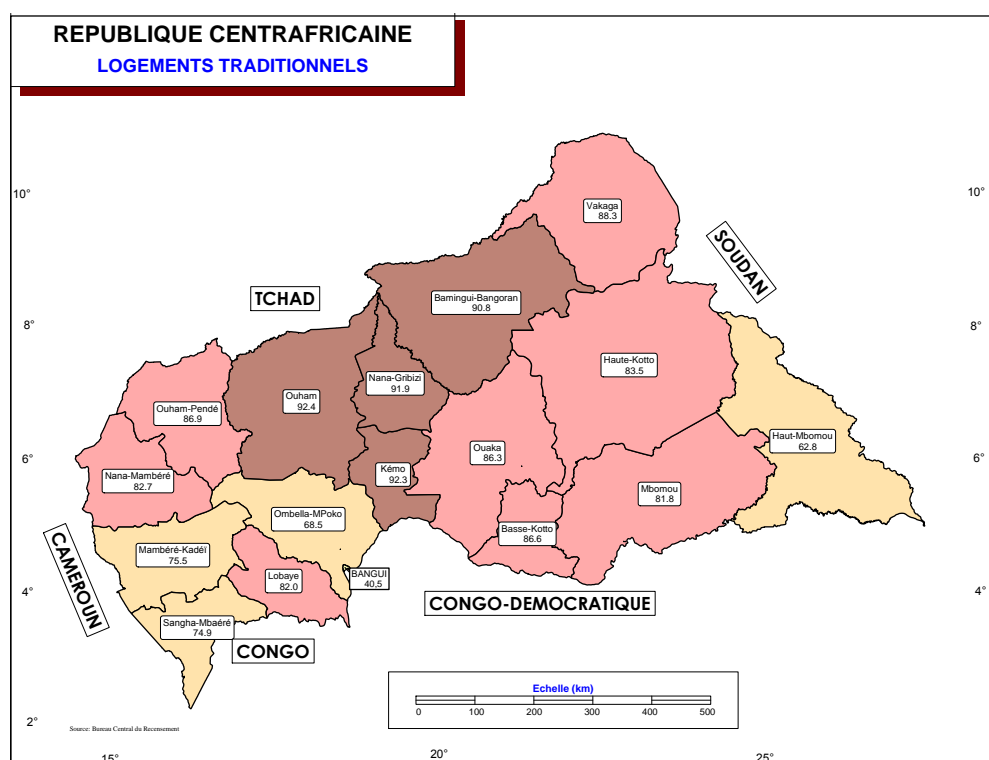 REPUBLIQUE CENTRAFRICAINE
LOGEMENTS TRADITIONNELS
10°
10°
Vakaga
88.3
SOUDAN
TCHAD
Bamingui-Bangoran
90.8
8°
8°
Haute-Kotto
83.5
Nana-Gribizi
91.9
Ouham
92.4
Ouham-Pendé
86.9
Haut-Mbomou
62.8
Ouaka
86.3
6°
6°
Kémo
92.3
Nana-Mambéré
82.7
Mbomou
81.8
Ombella-MPoko
68.5
Basse-Kotto
86.6
Mambéré-Kadéï
75.5
CAMEROUN
Lobaye
82.0
BANGUI
40,5
4°
4°
CONGO-DEMOCRATIQUE
Sangha-Mbaéré
74.9
CONGO
Echelle (km)
0 100 200 300 400 500
2°
Source: Bureau Central du Recensement
15°
20°
25°